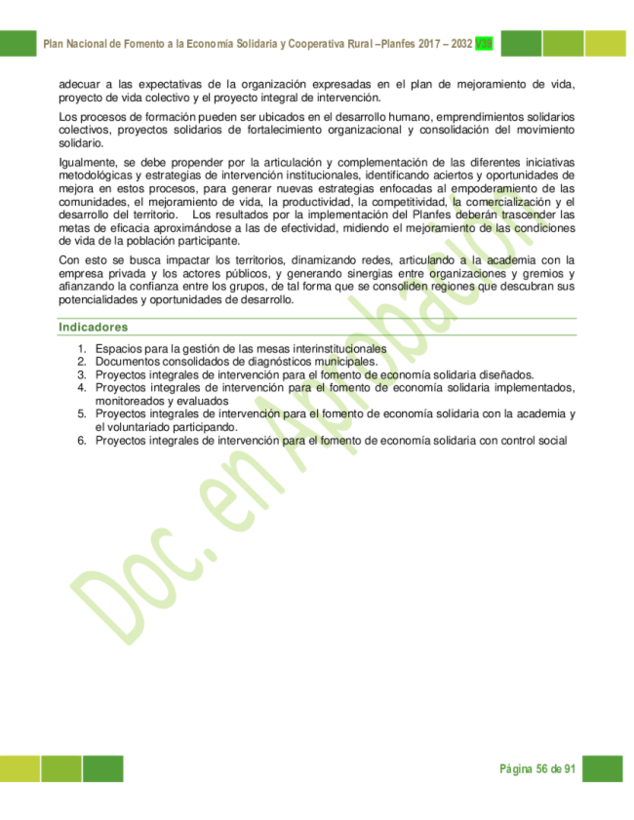 Plan Nacional de Fomento a la Economía Solidaria y Cooperativa Rural –Planfes 2017 – 2032 V39
adecuar a las expectativas de la organización expresadas en el plan de mejoramiento de vida,
proyecto de vida colectivo y el proyecto integral de intervención.
Los procesos de formación pueden ser ubicados en el desarrollo humano, emprendimientos solidarios
colectivos, proyectos solidarios de fortalecimiento organizacional y consolidación del movimiento
solidario.
Igualmente, se debe propender por la articulación y complementación de las diferentes iniciativas
metodológicas y estrategias de intervención institucionales, identificando aciertos y oportunidades de
mejora en estos procesos, para generar nuevas estrategias enfocadas al empoderamiento de las
comunidades, el mejoramiento de vida, la productividad, la competitividad, la comercialización y el
desarrollo del territorio. Los resultados por la implementación del Planfes deberán trascender las
metas de eficacia aproximándose a las de efectividad, midiendo el mejoramiento de las condiciones
de vida de la población participante.
Con esto se busca impactar los territorios, dinamizando redes, articulando a la academia con la
empresa privada y los actores públicos, y generando sinergias entre organizaciones y gremios y
afianzando la confianza entre los grupos, de tal forma que se consoliden regiones que descubran sus
potencialidades y oportunidades de desarrollo.
Indicadores
1. Espacios para la gestión de las mesas interinstitucionales
2. Documentos consolidados de diagnósticos municipales.
3. Proyectos integrales de intervención para el fomento de economía solidaria diseñados.
4. Proyectos integrales de intervención para el fomento de economía solidaria implementados,
monitoreados y evaluados
5. Proyectos integrales de intervención para el fomento de economía solidaria con la academia y
el voluntariado participando.
6. Proyectos integrales de intervención para el fomento de economía solidaria con control social
Doc. en Aprobación
Página 56 de 91